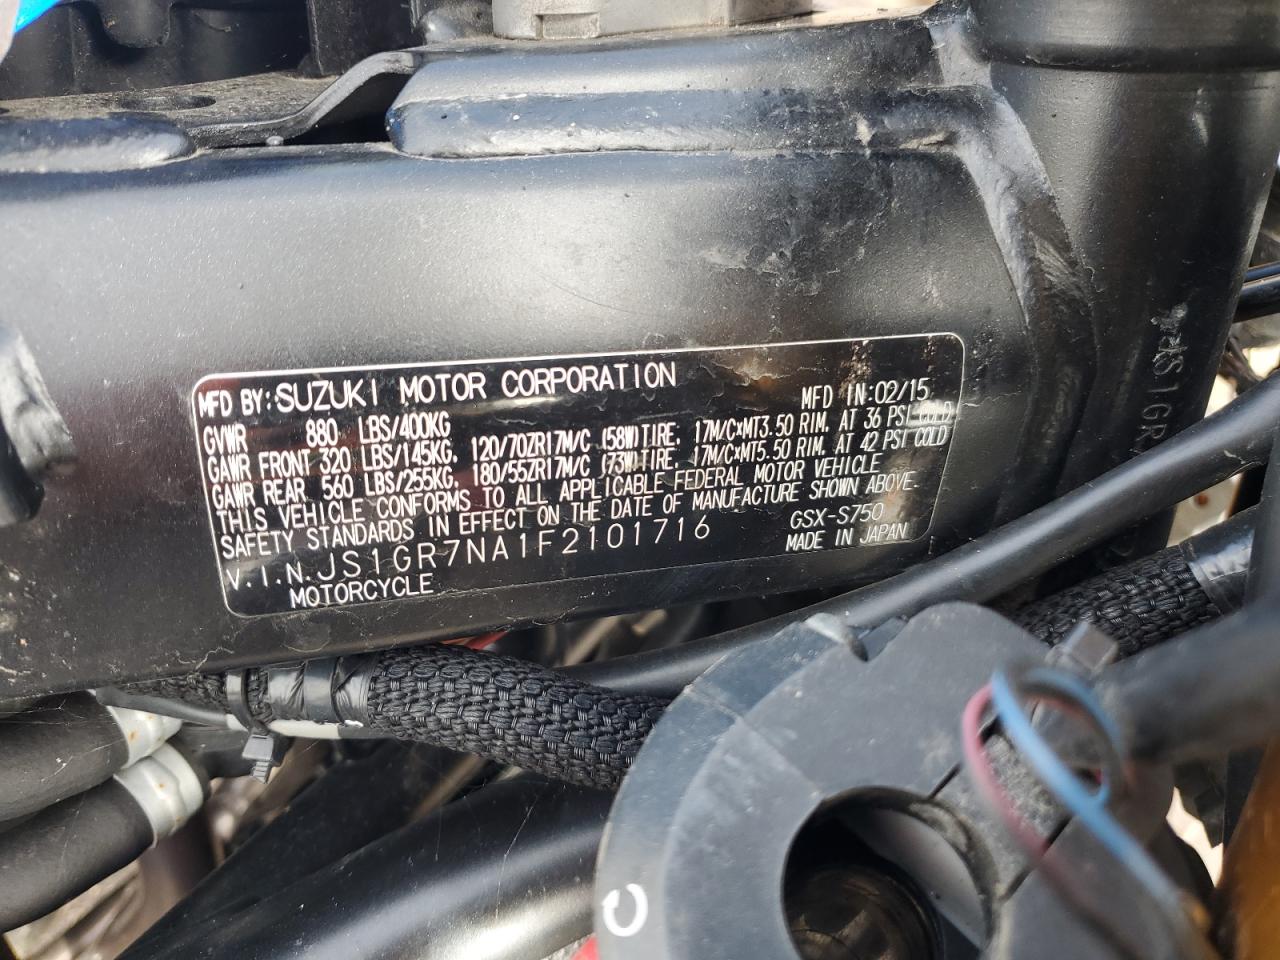 MFD BY: SUZUKI MOTOR CORPORATION MFD IN: 02/15
GVWR 880 LBS/400KG
GAWR FRONT 320 LBS/145KG, 120/70ZR17M/C (58W)TIRE, 17M/C×MT3.50 RIM, AT 36 PSI COLD
GAWR REAR 560 LBS/255KG, 180/55ZR17M/C (73W)TIRE, 17M/C×MT5.50 RIM, AT 42 PSI COLD
THIS VEHICLE CONFORMS TO ALL APPLICABLE FEDERAL MOTOR VEHICLE
SAFETY STANDARDS IN EFFECT ON THE DATE OF MANUFACTURE SHOWN ABOVE.
V.I.N. JS1GR7NA1F2101716 GSX-S750
MOTORCYCLE MADE IN JAPAN
JS1GR